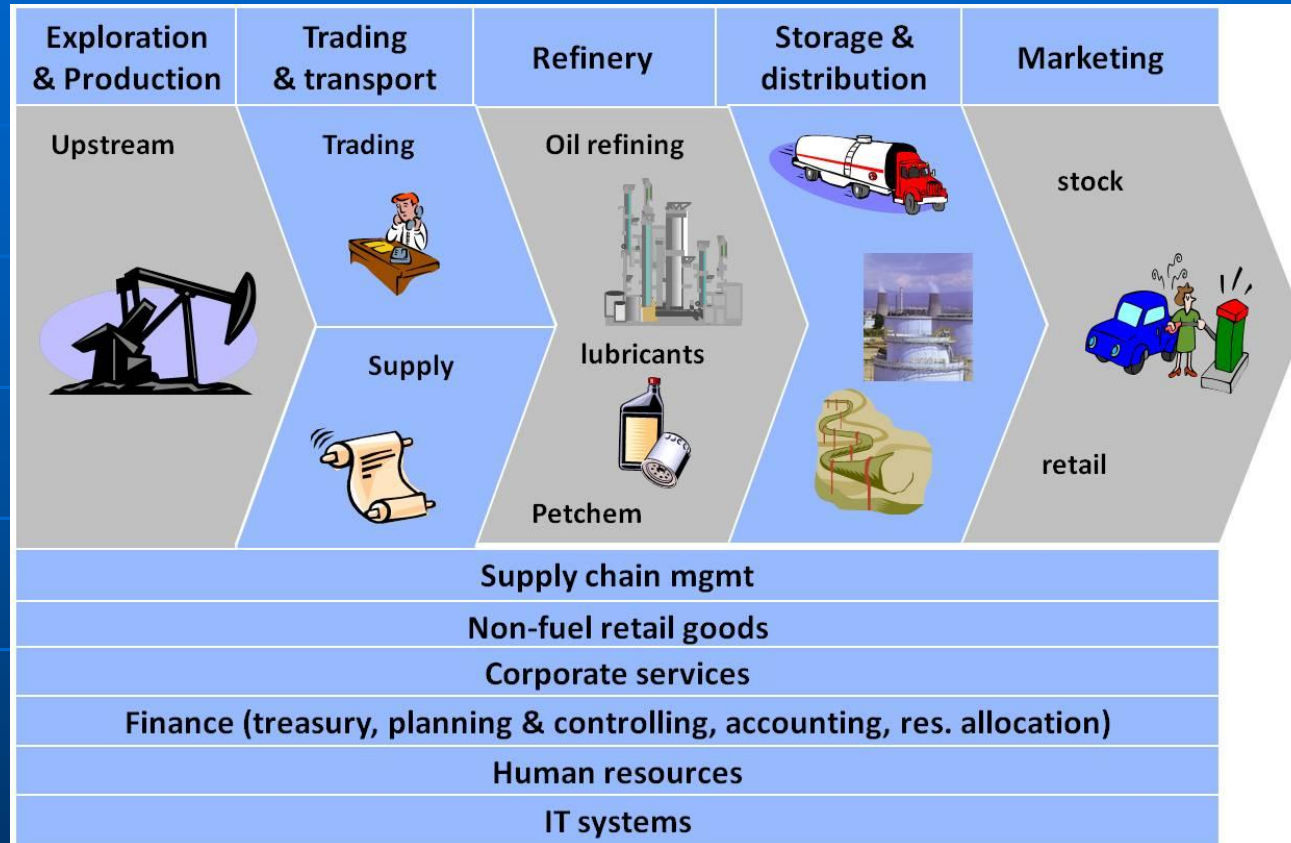 Exploration
& Production
Trading
& transport
Refinery
Storage &
distribution
Marketing
Upstream
Trading
Supply
Oil refining
lubricants
Petchem
stock
retail
Supply chain mgmt
Non-fuel retail goods
Corporate services
Finance (treasury, planning & controlling, accounting, res. allocation)
Human resources
IT systems